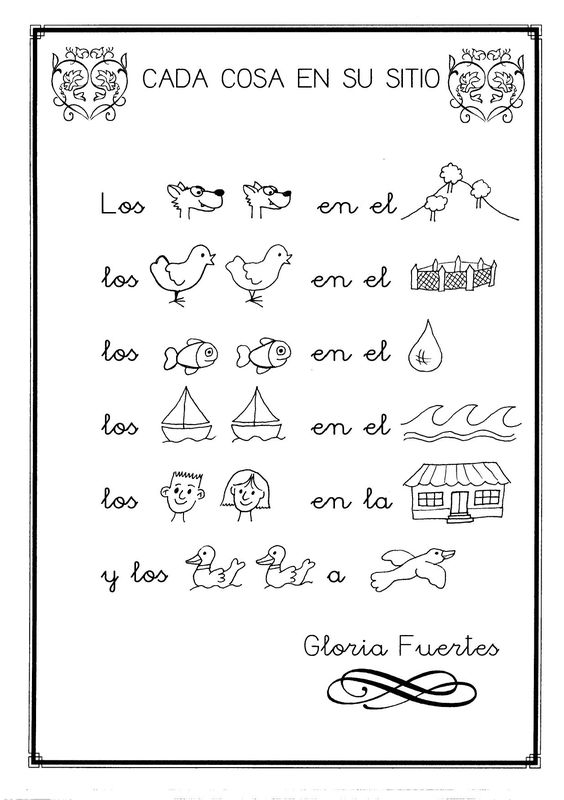 CADA COSA EN SU SITIO
Los en el
los en el
los en el
los en el
los en la
y los a
Gloria Fuertes